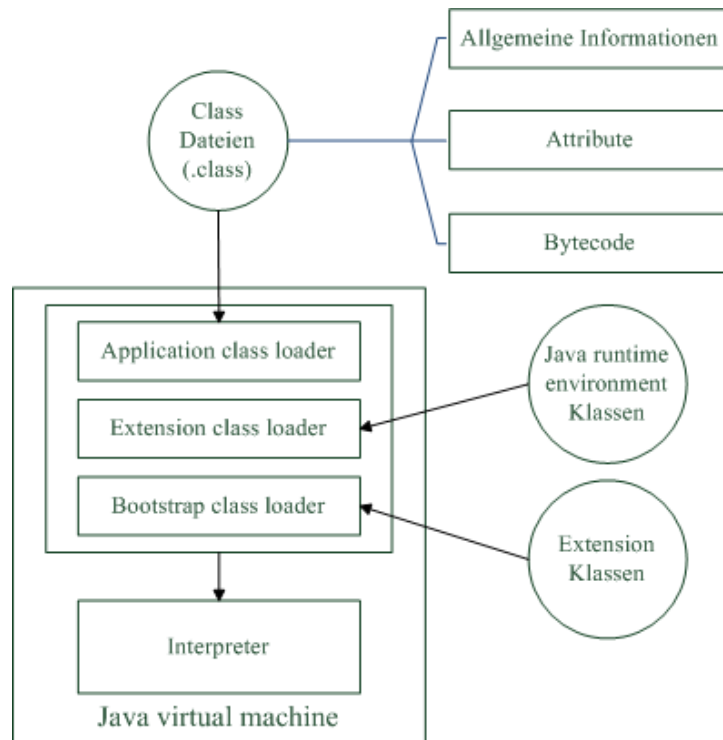 Allgemeine Informationen
Class
Dateien
(.class)
Attribute
Bytecode
Application class loader
Extension class loader
Bootstrap class loader
Java runtime
environment
Klassen
Extension
Klassen
Interpreter
Java virtual machine